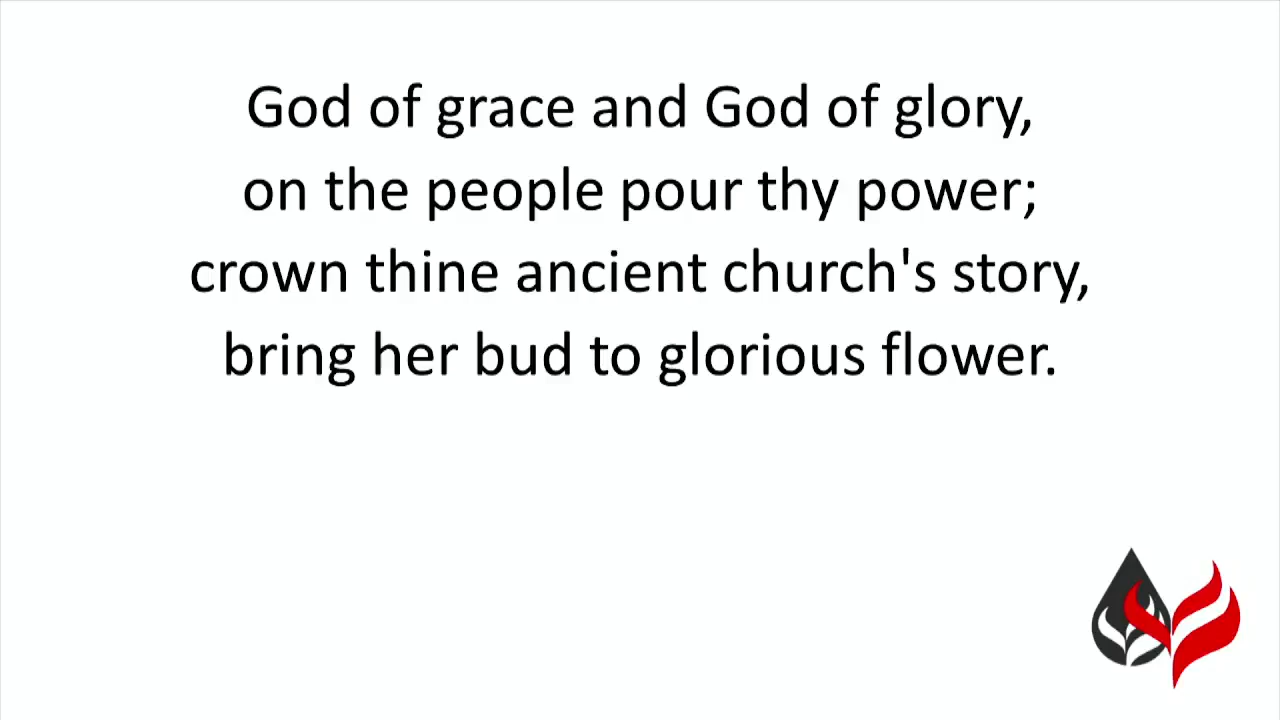 God of grace and God of glory,
on the people pour thy power;
crown thine ancient church's story,
bring her bud to glorious flower.